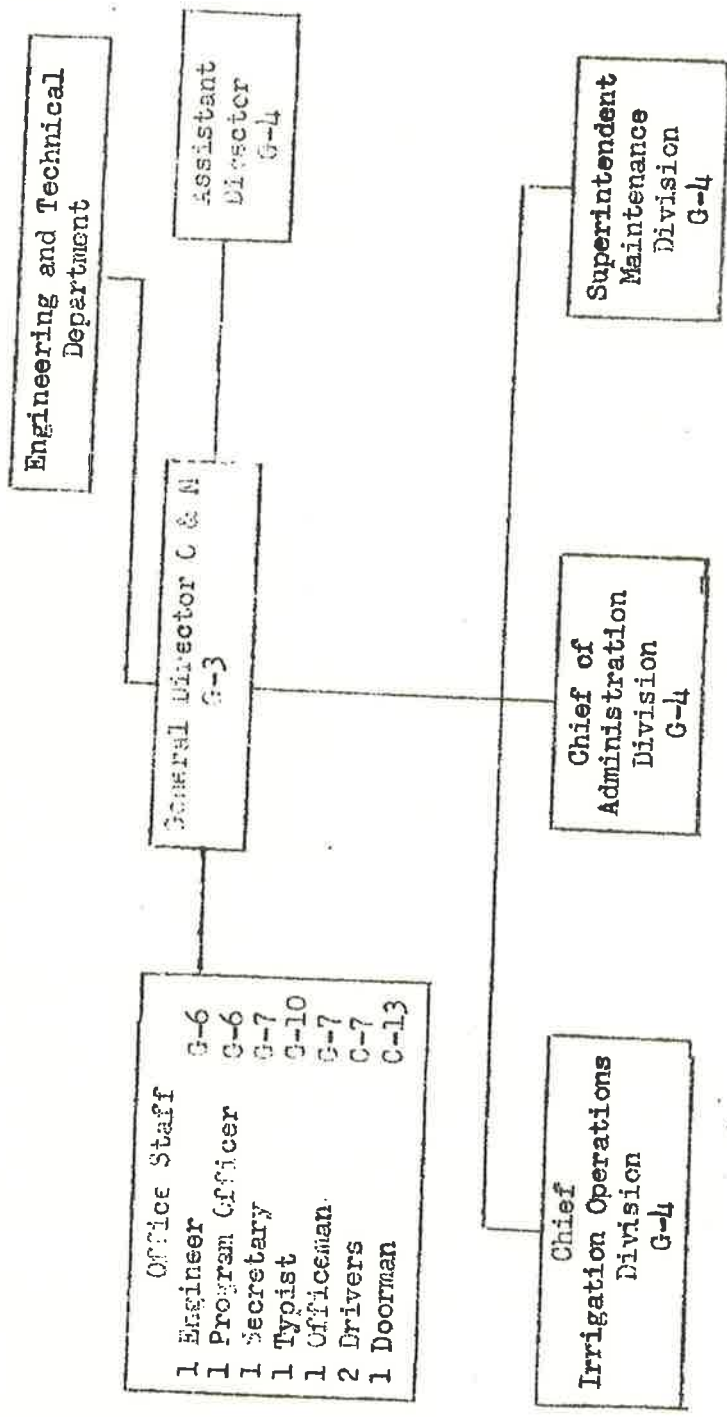 Engineering and Technical
Department
General Director O & M
G-3
Assistant
Director
G-4
Office Staff
1 Engineer G-6
1 Program Officer G-6
1 Secretary G-7
1 Typist G-10
1 Officeman G-7
2 Drivers C-7
1 Doorman C-13
Chief
Irrigation Operations
Division
G-4
Chief of
Administration
Division
G-4
Superintendent
Maintenance
Division
G-4